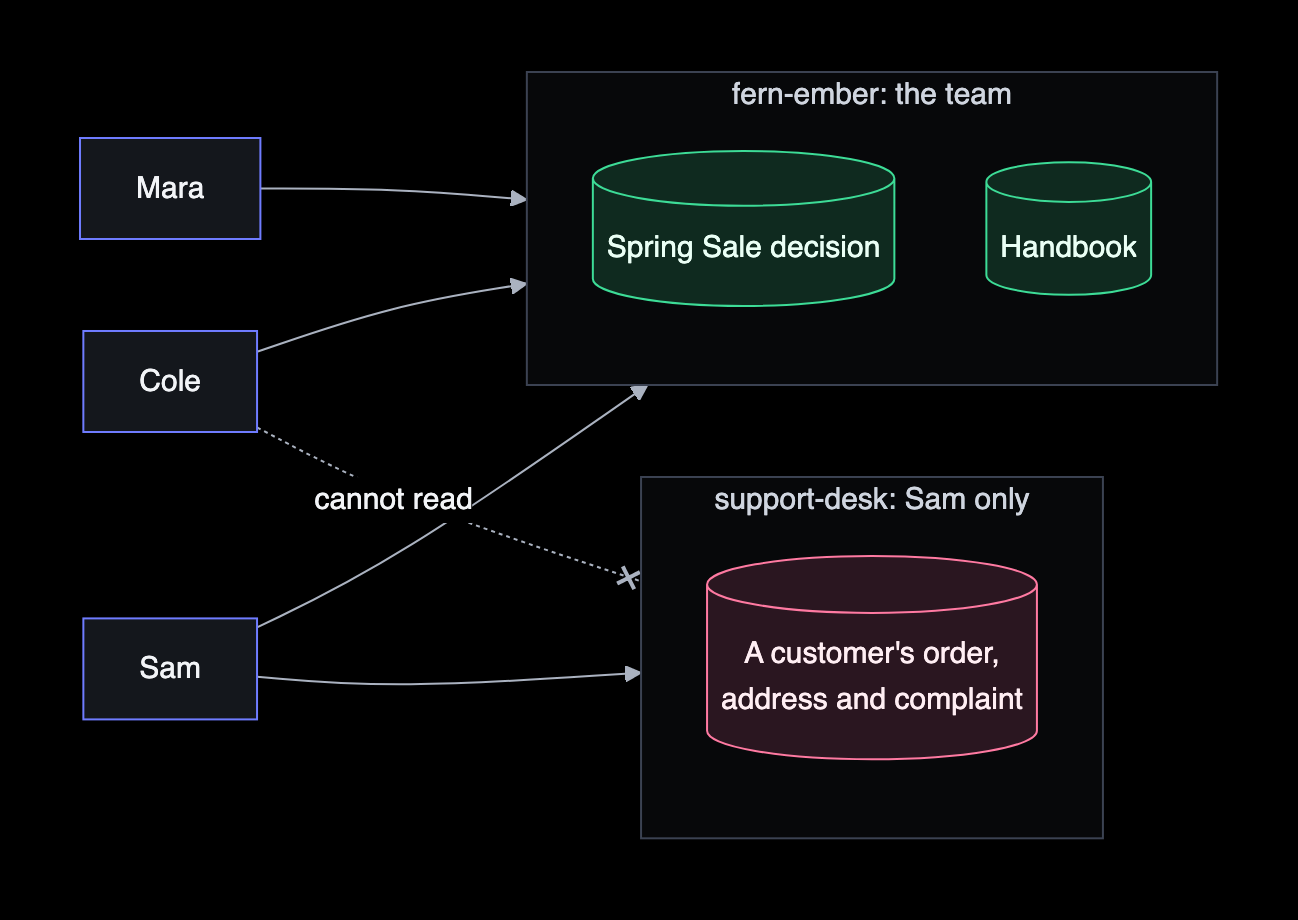 fern-ember: the team
Mara
Spring Sale decision
Handbook
Cole
cannot read
support-desk: Sam only
Sam
A customer's order,
address and complaint